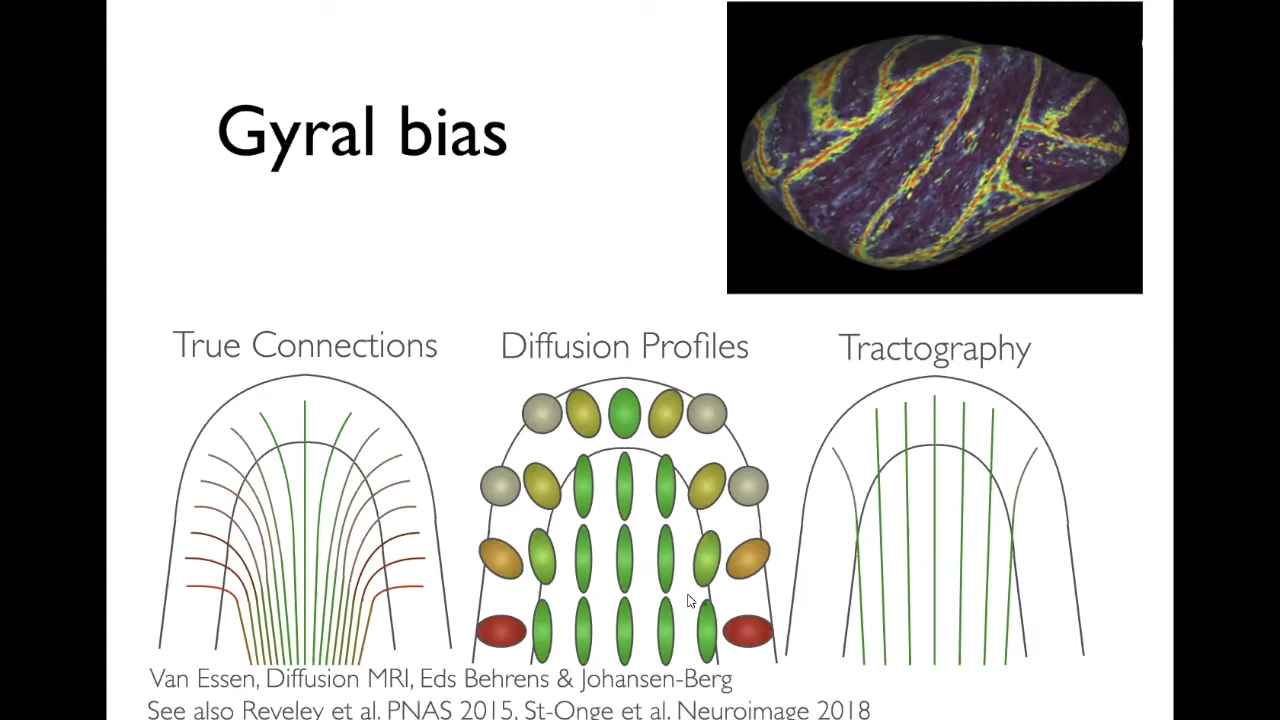 Gyral bias
True Connections
Diffusion Profiles
Tractography
Van Essen, Diffusion MRI, Eds Behrens & Johansen-Berg
See also Reveley et al. PNAS 2015, St-Onge et al. Neuroimage 2018